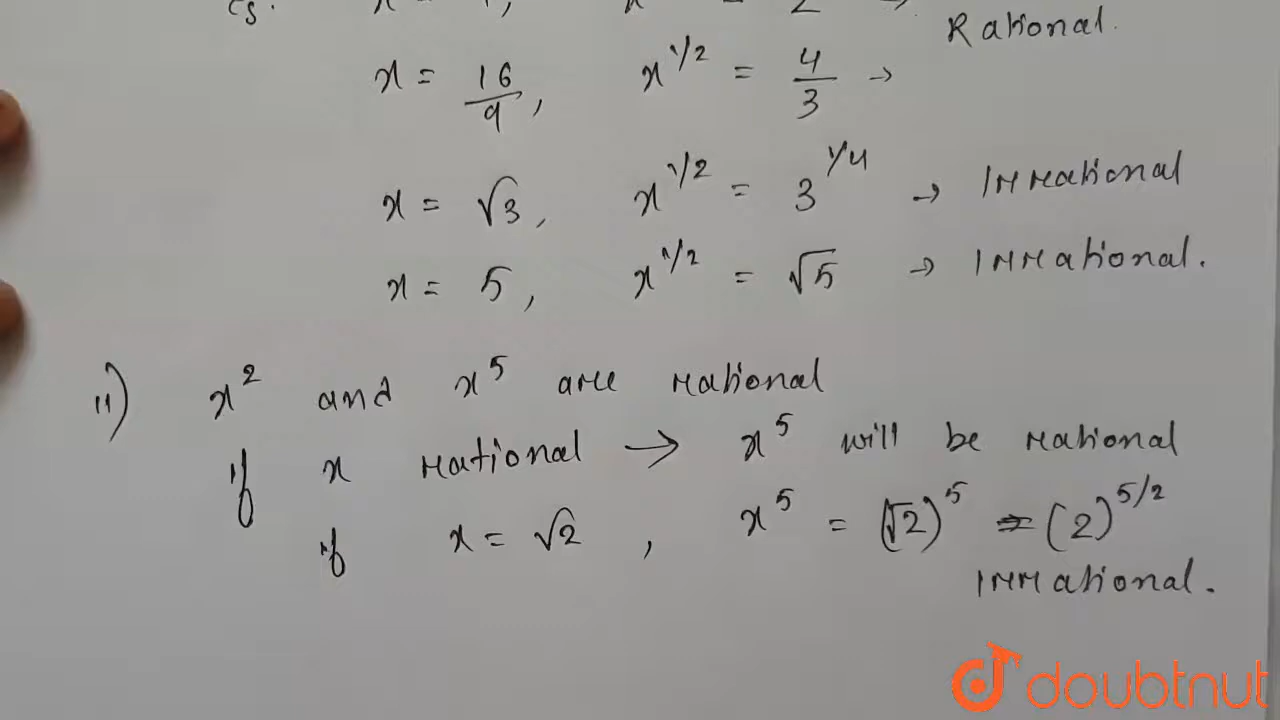 Rational.
x = 16/9, x^1/2 = 4/3 →
x = √3, x^1/2 = 3^1/4 → Irrational
x = 5, x^1/2 = √5 → Irrational.
ii) x^2 and x^5 are rational
if x rational → x^5 will be rational
if x = √2, x^5 = (√2)^5 = (2)^5/2
Irrational.
doubtnut